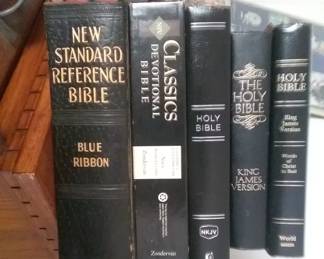 NEW
STANDARD
REFERENCE
BIBLE
BLUE
RIBBON
CLASSICS
DEVOTIONAL
BIBLE
Zondervan
HOLY
BIBLE
NKJV
THE
HOLY
BIBLE
KING
JAMES
VERSION
HOLY
BIBLE
King
James
Version
Words of
Christ
in Red
World